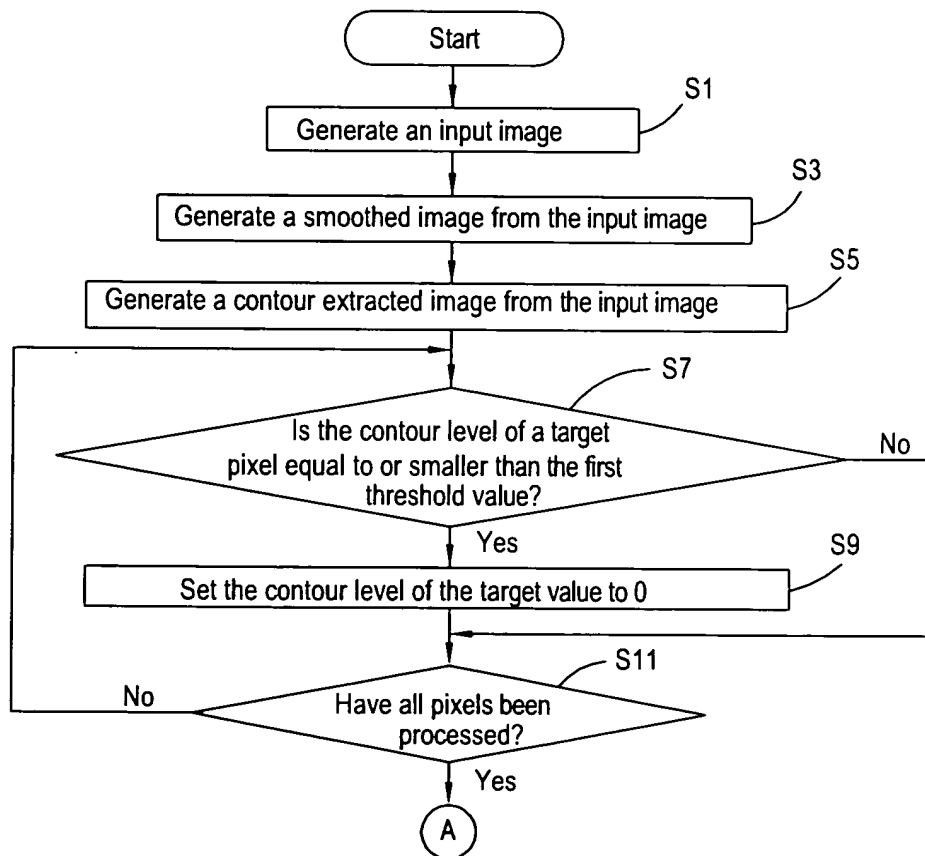 Start
S1
Generate an input image
S3
Generate a smoothed image from the input image
S5
Generate a contour extracted image from the input image
S7
Is the contour level of a target
pixel equal to or smaller than the first
threshold value?
No
Yes
S9
Set the contour level of the target value to 0
S11
No
Have all pixels been
processed?
Yes
A